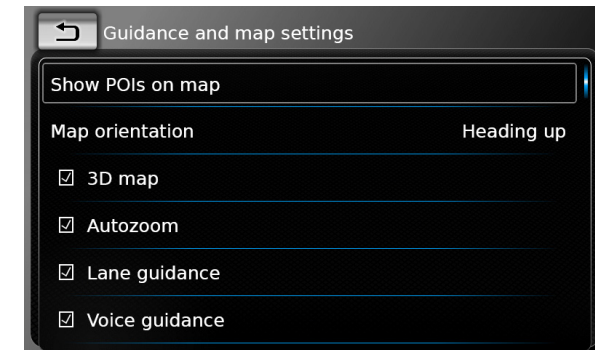 Guidance and map settings
Show POIs on map
Map orientation Heading up
3D map
Autozoom
Lane guidance
Voice guidance